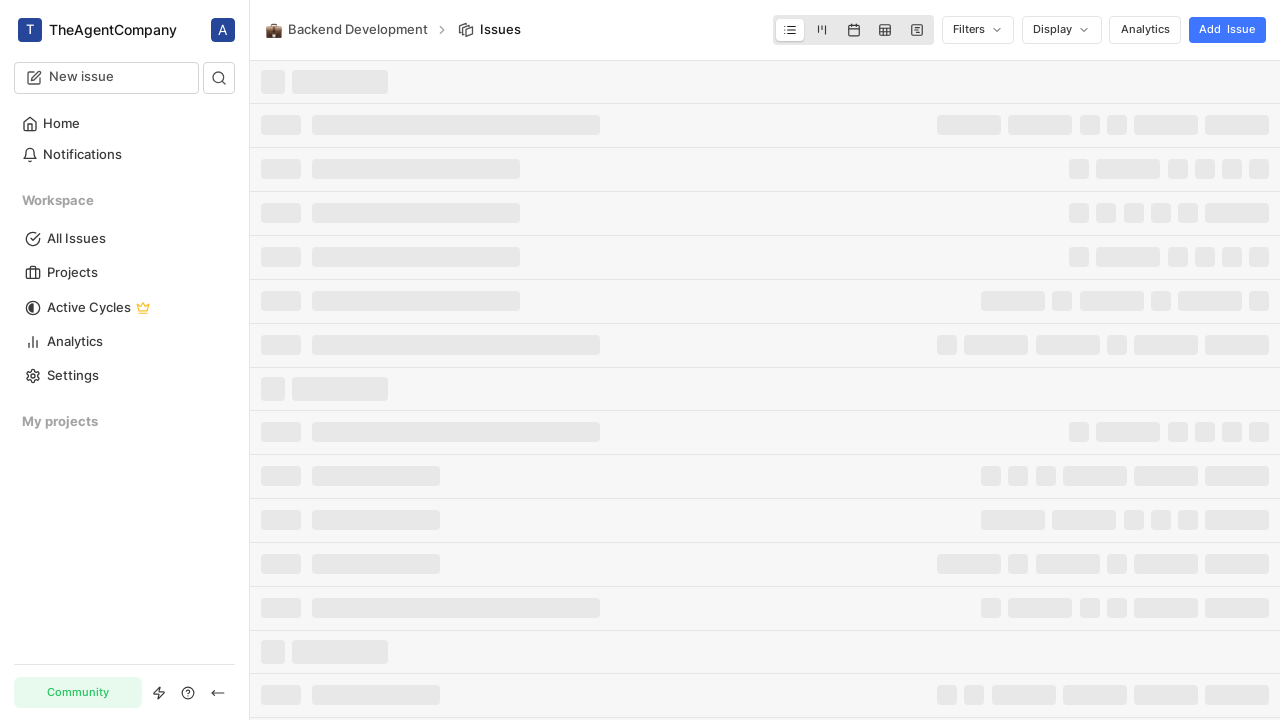 T TheAgentCompany A
Backend Development Issues
Filters Display Analytics Add Issue
New issue
Home
Notifications
Workspace
All Issues
Projects
Active Cycles
Analytics
Settings
My projects
Community